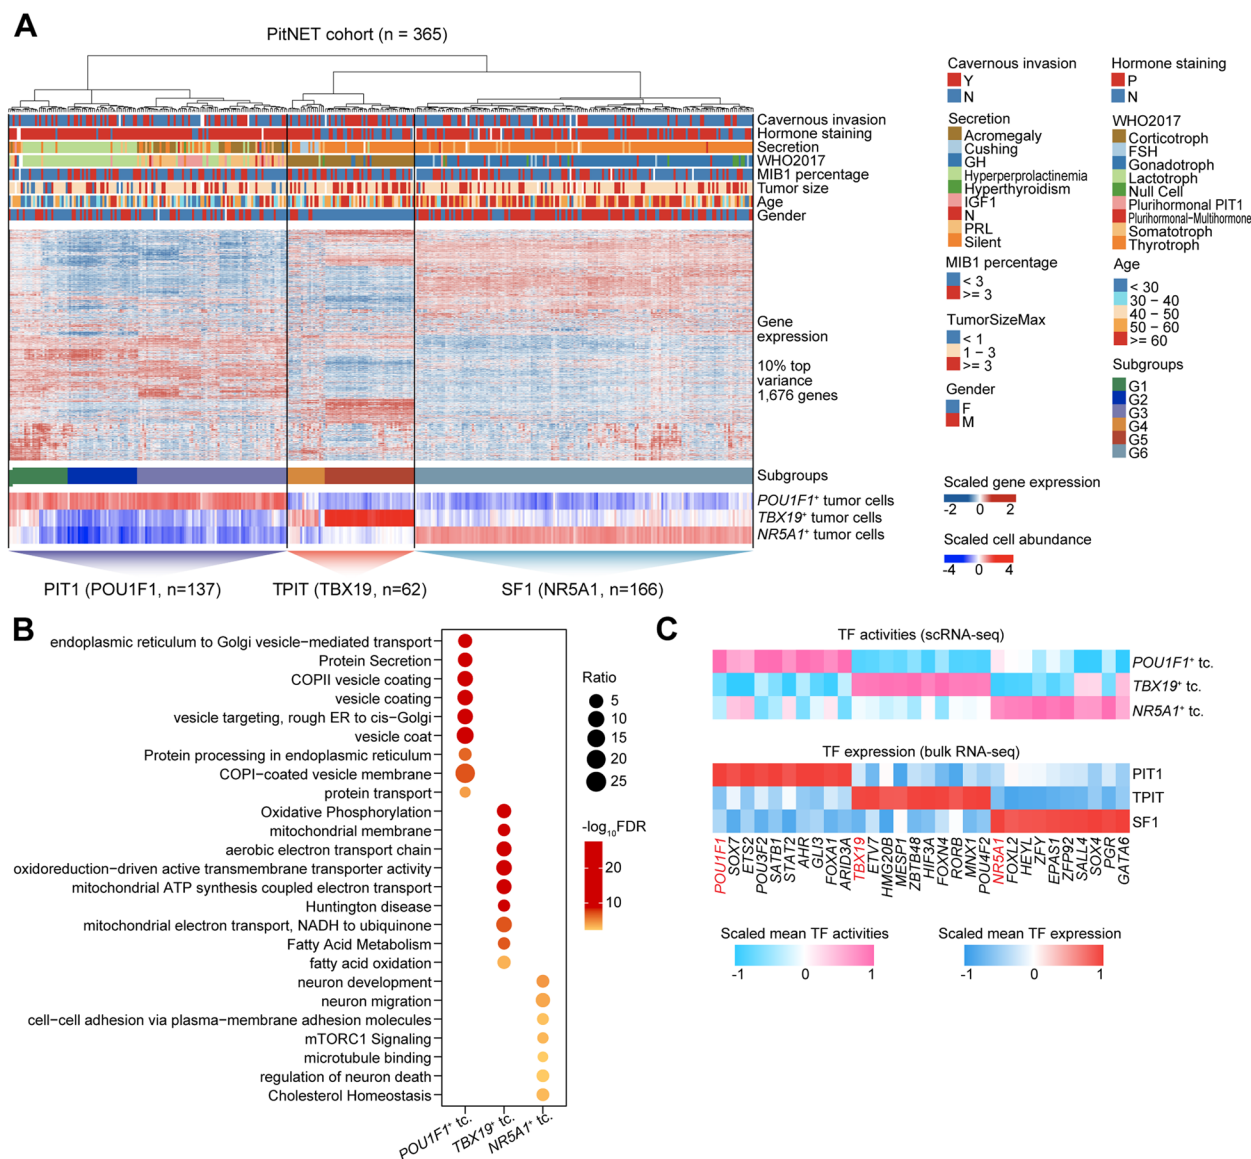 A
PitNET cohort (n = 365)
Cavernous invasion
Hormone staining
Secretion
WHO2017
MIB1 percentage
Tumor size
Age
Gender
Gene
expression
10% top
variance
1,676 genes
Subgroups
POU1F1+ tumor cells
TBX19+ tumor cells
NR5A1+ tumor cells
PIT1 (POU1F1, n=137)
TPIT (TBX19, n=62)
SF1 (NR5A1, n=166)
Cavernous invasion
Y
N
Secretion
Acromegaly
Cushing
GH
Hyperperprolactinemia
Hyperthyroidism
IGF1
N
PRL
Silent
MIB1 percentage
< 3
>= 3
TumorSizeMax
< 1
1 – 3
>= 3
Gender
F
M
Hormone staining
P
N
WHO2017
Corticotroph
FSH
Gonadotroph
Lactotroph
Null Cell
Plurihormonal PIT1
Plurihormonal-Multihormone
Somatotroph
Thyrotroph
Age
< 30
30 – 40
40 – 50
50 – 60
>= 60
Subgroups
G1
G2
G3
G4
G5
G6
Scaled gene expression
-2 0 2
Scaled cell abundance
-4 0 4
B
endoplasmic reticulum to Golgi vesicle−mediated transport
Protein Secretion
COPII vesicle coating
vesicle coating
vesicle targeting, rough ER to cis−Golgi
vesicle coat
Protein processing in endoplasmic reticulum
COPI−coated vesicle membrane
protein transport
Oxidative Phosphorylation
mitochondrial membrane
aerobic electron transport chain
oxidoreduction−driven active transmembrane transporter activity
mitochondrial ATP synthesis coupled electron transport
Huntington disease
mitochondrial electron transport, NADH to ubiquinone
Fatty Acid Metabolism
fatty acid oxidation
neuron development
neuron migration
cell−cell adhesion via plasma−membrane adhesion molecules
mTORC1 Signaling
microtubule binding
regulation of neuron death
Cholesterol Homeostasis
POU1F1+ tc.
TBX19+ tc.
NR5A1+ tc.
Ratio
5
10
15
20
25
-log10FDR
20
10
C
TF activities (scRNA-seq)
POU1F1+ tc.
TBX19+ tc.
NR5A1+ tc.
TF expression (bulk RNA-seq)
PIT1
TPIT
SF1
POU1F1
SOX7
ETS2
POU3F2
SATB1
STAT2
AHR
GLI3
FOXA1
ARID3A
TBX19
ETV7
HMG20B
MESP1
ZBTB48
HIF3A
FOXN4
RORB
MNX1
POU4F2
NR5A1
FOXL2
HEYL
ZFY
EPAS1
ZFP92
SALL4
SOX4
PGR
GATA6
Scaled mean TF activities
-1 0 1
Scaled mean TF expression
-1 0 1